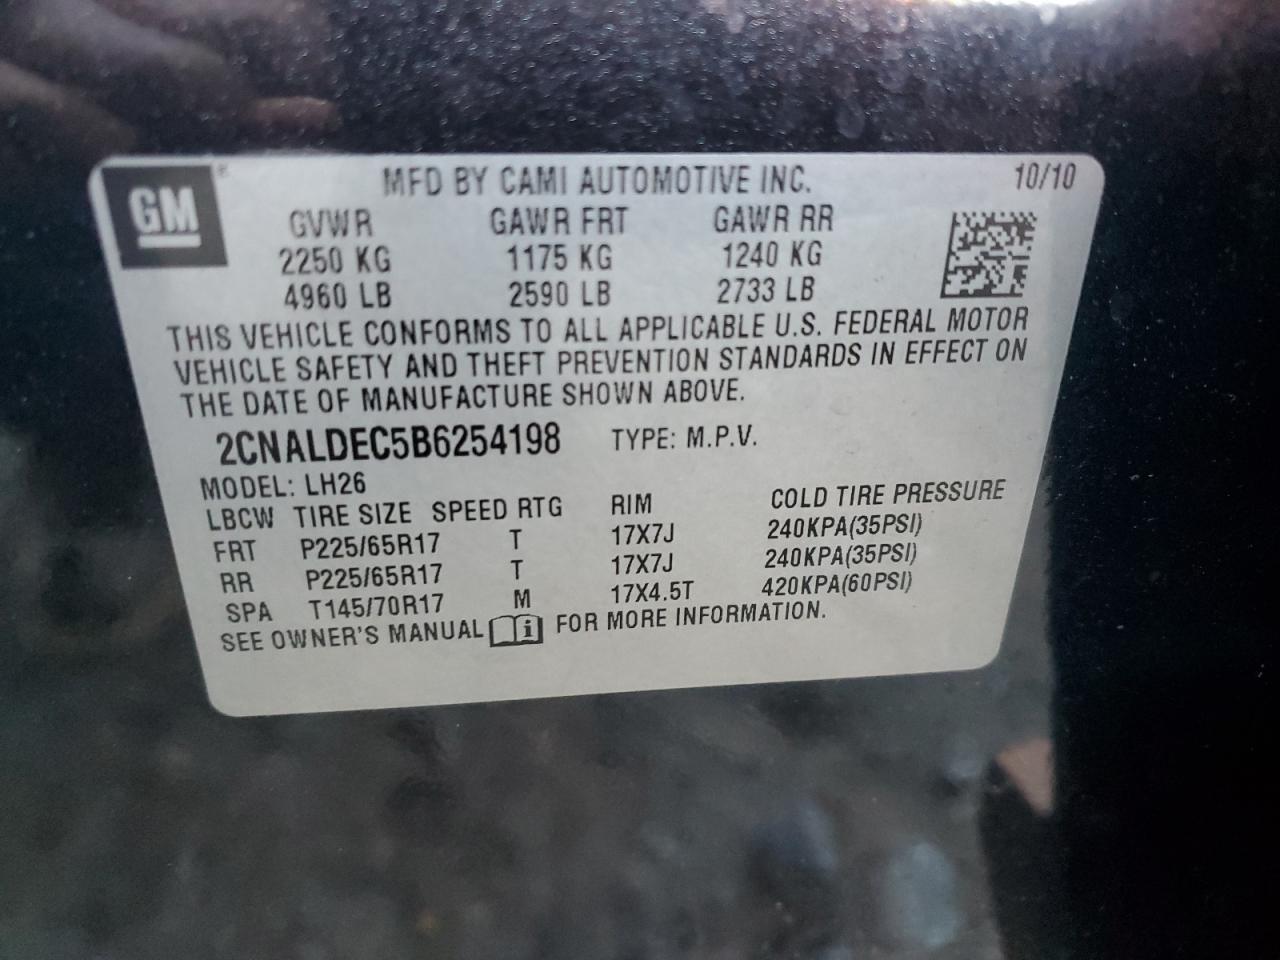 GM® MFD BY CAMI AUTOMOTIVE INC. 10/10
GVWR GAWR FRT GAWR RR
2250 KG 1175 KG 1240 KG
4960 LB 2590 LB 2733 LB
THIS VEHICLE CONFORMS TO ALL APPLICABLE U.S. FEDERAL MOTOR
VEHICLE SAFETY AND THEFT PREVENTION STANDARDS IN EFFECT ON
THE DATE OF MANUFACTURE SHOWN ABOVE.
2CNALDEC5B6254198 TYPE: M.P.V.
MODEL: LH26
LBCW TIRE SIZE SPEED RTG RIM COLD TIRE PRESSURE
FRT P225/65R17 T 17X7J 240KPA(35PSI)
RR P225/65R17 T 17X7J 240KPA(35PSI)
SPA T145/70R17 M 17X4.5T 420KPA(60PSI)
SEE OWNER'S MANUAL i FOR MORE INFORMATION.